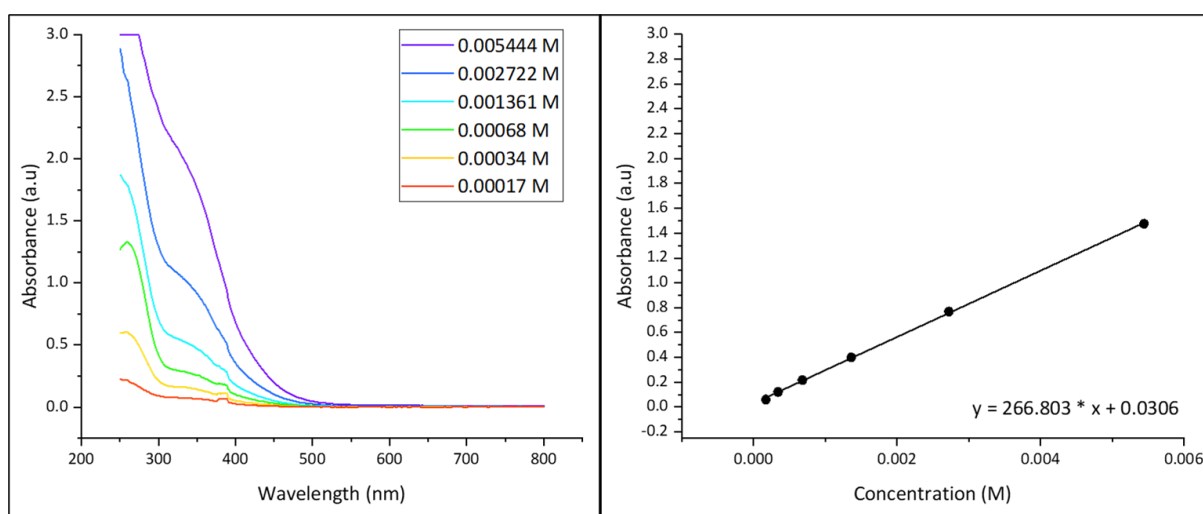 3.0
2.5
2.0
1.5
1.0
0.5
0.0
Absorbance (a.u)
200 300 400 500 600 700 800
Wavelength (nm)
0.005444 M
0.002722 M
0.001361 M
0.00068 M
0.00034 M
0.00017 M
3.0
2.8
2.6
2.4
2.2
2.0
1.8
1.6
1.4
1.2
1.0
0.8
0.6
0.4
0.2
0.0
-0.2
Absorbance (a.u)
y = 266.803 * x + 0.0306
0.000 0.002 0.004 0.006
Concentration (M)